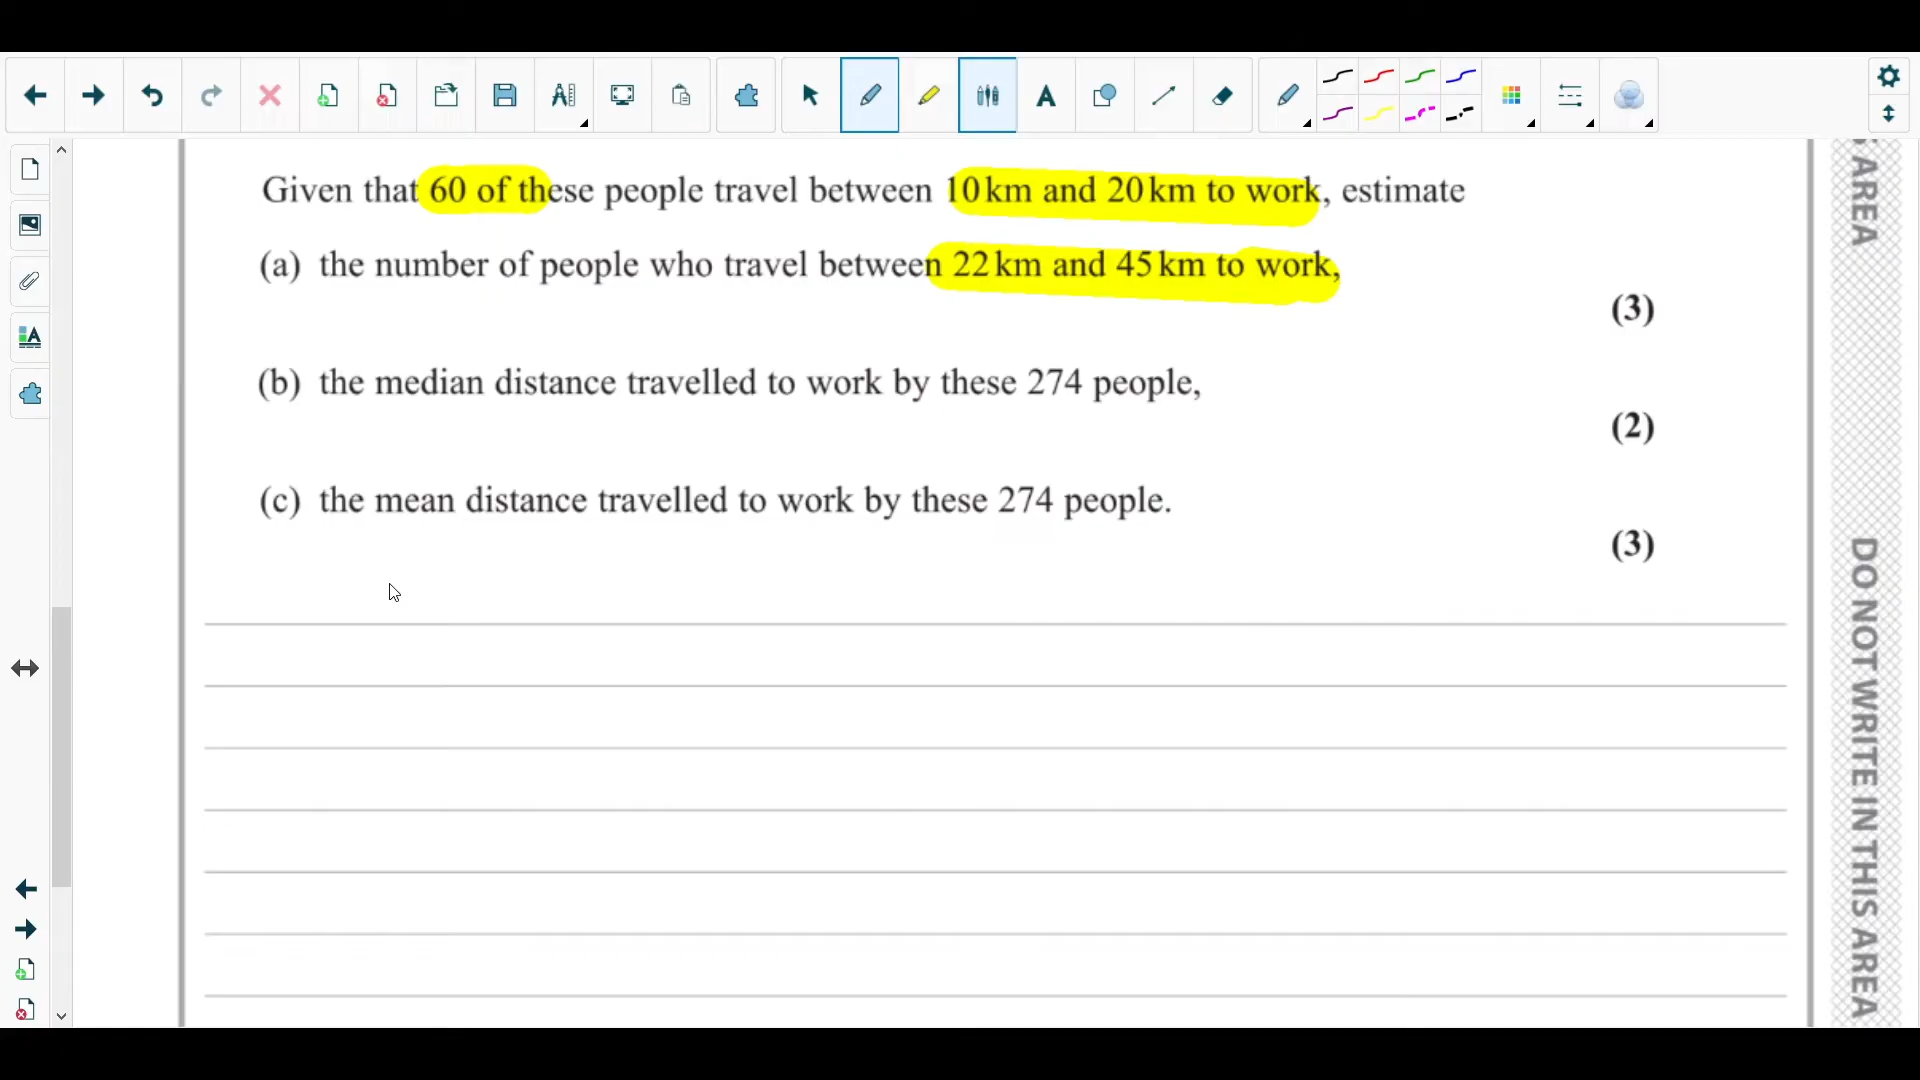 Given that 60 of these people travel between 10 km and 20 km to work, estimate
(a) the number of people who travel between 22 km and 45 km to work,
(3)
(b) the median distance travelled to work by these 274 people,
(2)
(c) the mean distance travelled to work by these 274 people.
(3)
AREA
DO NOT WRITE IN THIS AREA